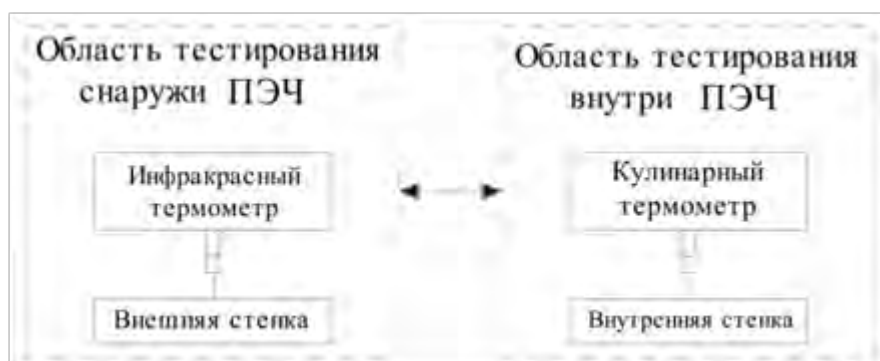 Область тестирования
снаружи ПЭЧ
Инфракрасный
термометр
Внешняя стенка
Область тестирования
внутри ПЭЧ
Кулинарный
термометр
Внутренняя стенка